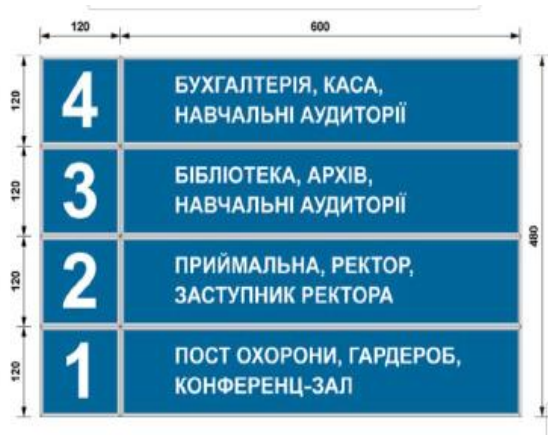 120
600
4
БУХГАЛТЕРІЯ, КАСА,
НАВЧАЛЬНІ АУДИТОРІЇ
120
3
БІБЛІОТЕКА, АРХІВ,
НАВЧАЛЬНІ АУДИТОРІЇ
120
480
2
ПРИЙМАЛЬНА, РЕКТОР,
ЗАСТУПНИК РЕКТОРА
120
1
ПОСТ ОХОРОНИ, ГАРДЕРОБ,
КОНФЕРЕНЦ-ЗАЛ
120